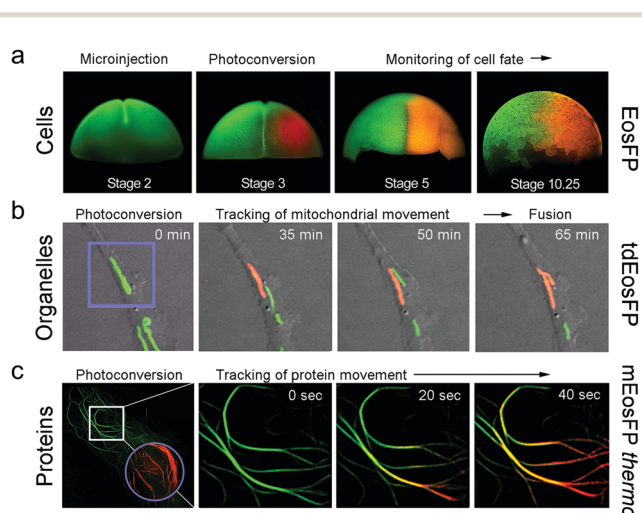 a
Microinjection Photoconversion Monitoring of cell fate
Cells
Stage 2 Stage 3 Stage 5 Stage 10.25
EosFP
b
Photoconversion Tracking of mitochondrial movement Fusion
Organelles
0 min 35 min 50 min 65 min
tdEosFP
c
Photoconversion Tracking of protein movement
Proteins
0 sec 20 sec 40 sec
mEosFP thermo